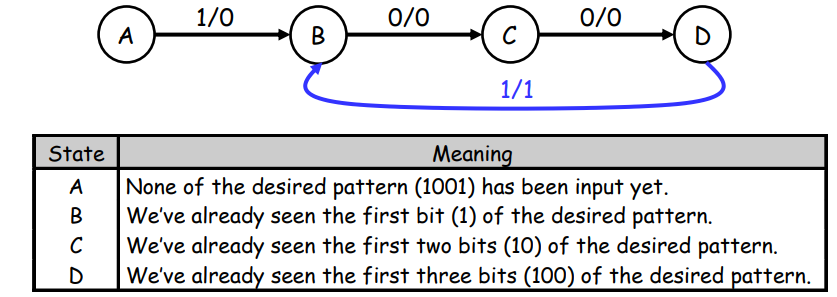 1/0 0/0 0/0
A B C D
1/1
State Meaning
A None of the desired pattern (1001) has been input yet.
B We've already seen the first bit (1) of the desired pattern.
C We've already seen the first two bits (10) of the desired pattern.
D We've already seen the first three bits (100) of the desired pattern.